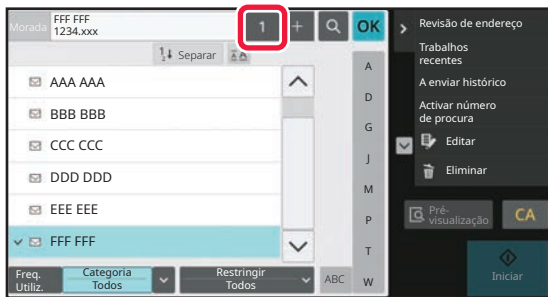 Morada
FFF FFF
1234.xxx
1
+
OK
Separar
AAA AAA
BBB BBB
CCC CCC
DDD DDD
EEE EEE
FFF FFF
A
D
G
J
M
P
T
W
Freq.
Utiliz.
Categoria
Todos
Restringir
Todos
ABC
Revisão de endereço
Trabalhos
recentes
A enviar histórico
Activar número
de procura
Editar
Eliminar
Pré-
visualização
CA
Iniciar